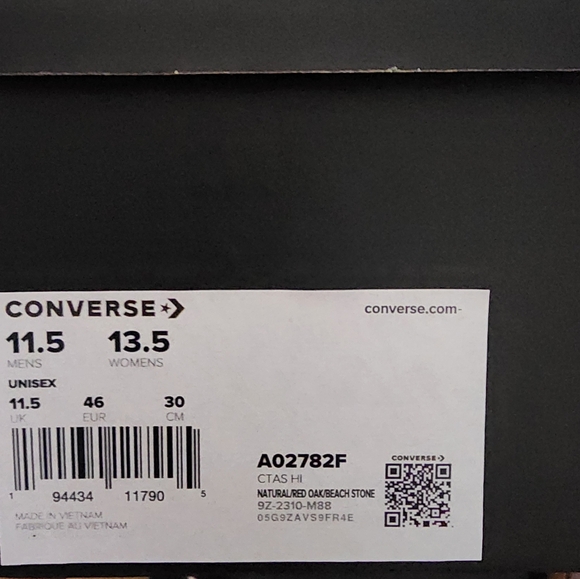 CONVERSE
converse.com
11.5 13.5
MENS WOMENS
UNISEX
11.5 46 30
UK EUR CM
1 94434 11790 5
MADE IN VIETNAM
FABRIQUE AU VIETNAM
A02782F
CTAS HI
NATURAL/RED OAK/BEACH STONE
9Z-2310-M88
05G9ZAVS9FR4E
CONVERSE